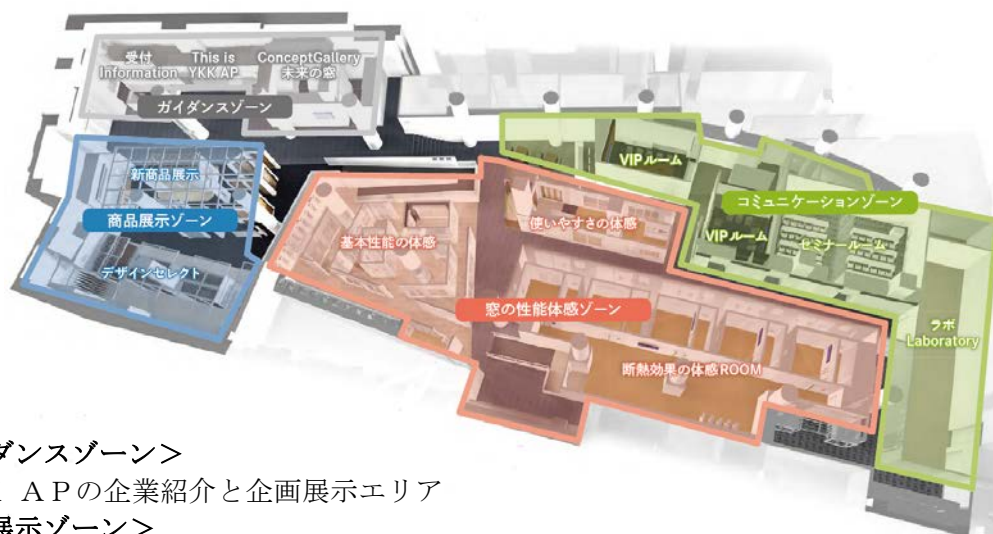 受付
Information
This is
YKK AP
ConceptGallery
未来の窓
ガイダンスゾーン
新商品展示
商品展示ゾーン
デザインセレクト
基本性能の体感
使いやすさの体感
窓の性能体感ゾーン
断熱効果の体感ROOM
VIPルーム
コミュニケーションゾーン
VIPルーム
セミナールーム
ラボ
Laboratory
ダンスゾーン＞
ＡＰの企業紹介と企画展示エリア
展示ゾーン＞